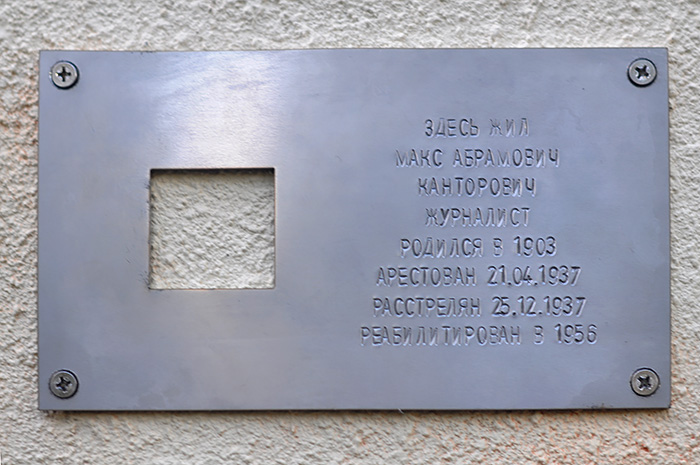 ЗДЕСЬ ЖИЛ
МАКС АБРАМОВИЧ
КАНТОРОВИЧ
ЖУРНАЛИСТ
РОДИЛСЯ В 1903
АРЕСТОВАН 21.04.1937
РАССТРЕЛЯН 25.12.1937
РЕАБИЛИТИРОВАН В 1956